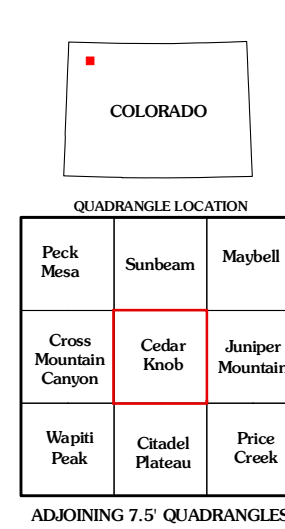 COLORADO
QUADRANGLE LOCATION
Peck
Mesa
Sunbeam
Maybell
Cross
Mountain
Canyon
Cedar
Knob
Juniper
Mountain
Wapiti
Peak
Citadel
Plateau
Price
Creek
ADJOINING 7.5' QUADRANGLES